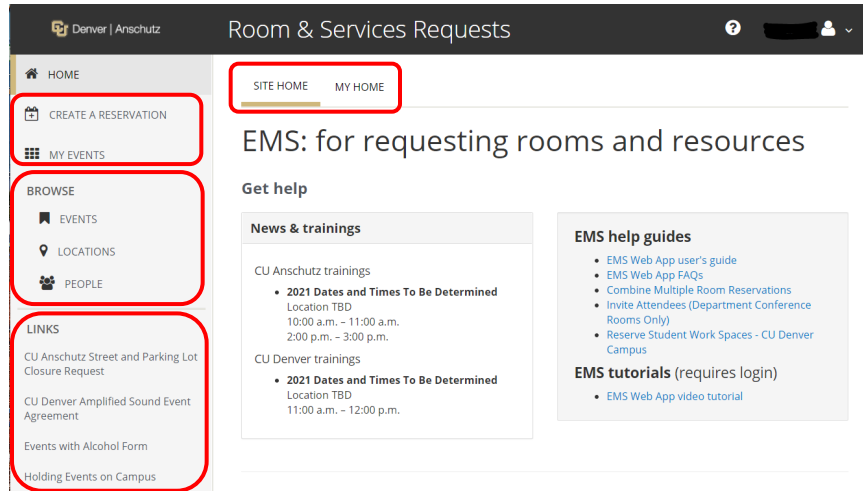 Denver | Anschutz
Room & Services Requests
?
HOME
CREATE A RESERVATION
MY EVENTS
BROWSE
EVENTS
LOCATIONS
PEOPLE
LINKS
CU Anschutz Street and Parking Lot
Closure Request
CU Denver Amplified Sound Event
Agreement
Events with Alcohol Form
Holding Events on Campus
SITE HOME
MY HOME
EMS: for requesting rooms and resources
Get help
News & trainings
CU Anschutz trainings
• 2021 Dates and Times To Be Determined
Location TBD
10:00 a.m. – 11:00 a.m.
2:00 p.m. – 3:00 p.m.
CU Denver trainings
• 2021 Dates and Times To Be Determined
Location TBD
11:00 a.m. – 12:00 p.m.
EMS help guides
• EMS Web App user's guide
• EMS Web App FAQs
• Combine Multiple Room Reservations
• Invite Attendees (Department Conference
Rooms Only)
• Reserve Student Work Spaces - CU Denver
Campus
EMS tutorials (requires login)
• EMS Web App video tutorial